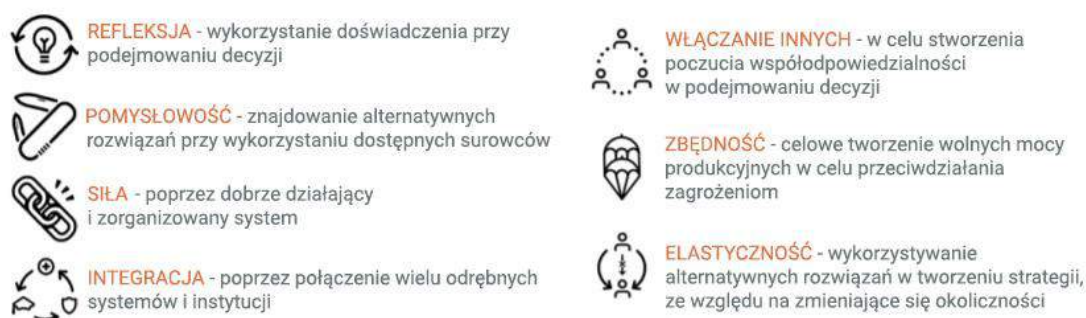 REFLEKSJA - wykorzystanie doświadczenia przy
podejmowaniu decyzji
POMYSŁOWOŚĆ - znajdowanie alternatywnych
rozwiązań przy wykorzystaniu dostępnych surowców
SIŁA - poprzez dobrze działający
i zorganizowany system
INTEGRACJA - poprzez połączenie wielu odrębnych
systemów i instytucji
WŁĄCZANIE INNYCH - w celu stworzenia
poczucia współodpowiedzialności
w podejmowaniu decyzji
ZBĘDNOŚĆ - celowe tworzenie wolnych mocy
produkcyjnych w celu przeciwdziałania
zagrożeniom
ELASTYCZNOŚĆ - wykorzystywanie
alternatywnych rozwiązań w tworzeniu strategii,
ze względu na zmieniające się okoliczności